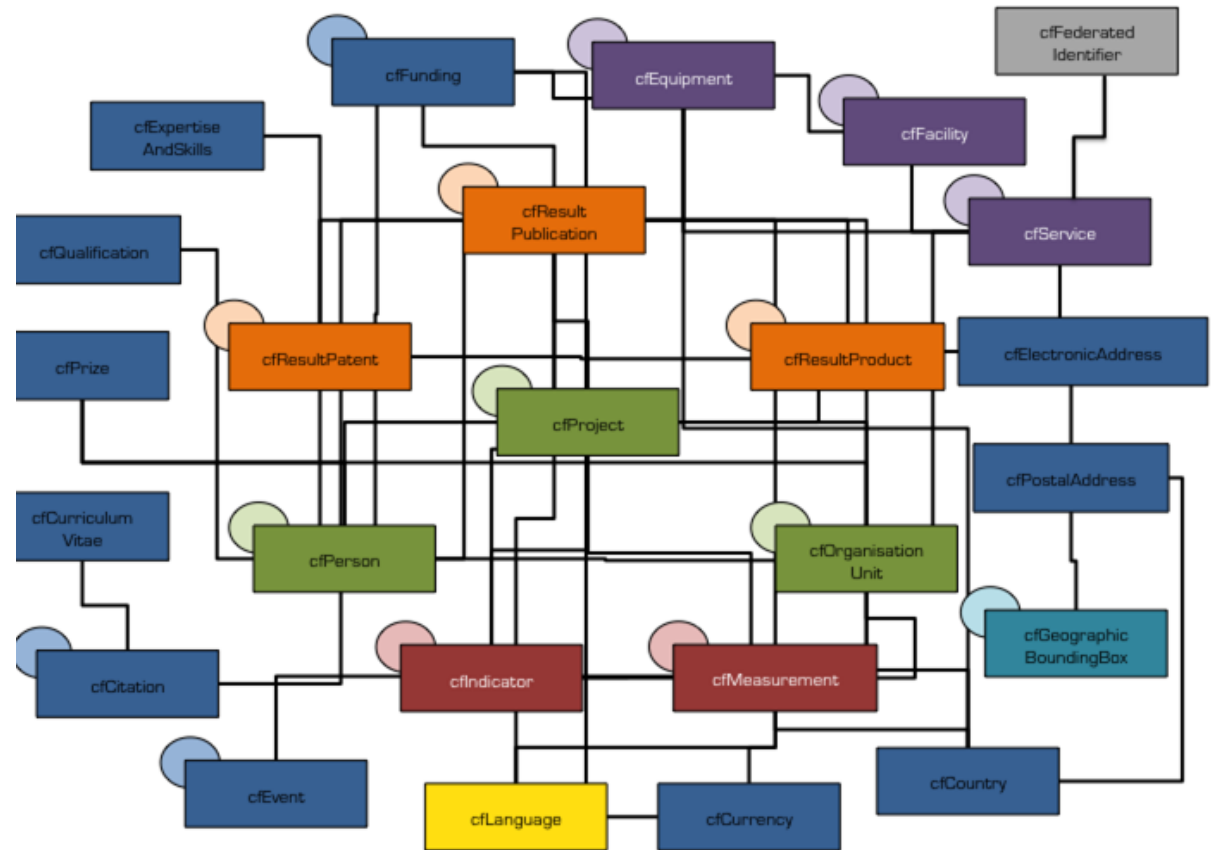 cfFederated
Identifier
cfFunding
cfEquipment
cfExpertise
AndSkills
cfFacility
cfResult
Publication
cfService
cfQualification
cfResultPatent
cfResultProduct
cfElectronicAddress
cfPrize
cfProject
cfPostalAddress
cfCurriculum
Vitae
cfPerson
cfOrganisation
Unit
cfGeographic
BoundingBox
cfCitation
cfIndicator
cfMeasurement
cfEvent
cfLanguage
cfCurrency
cfCountry